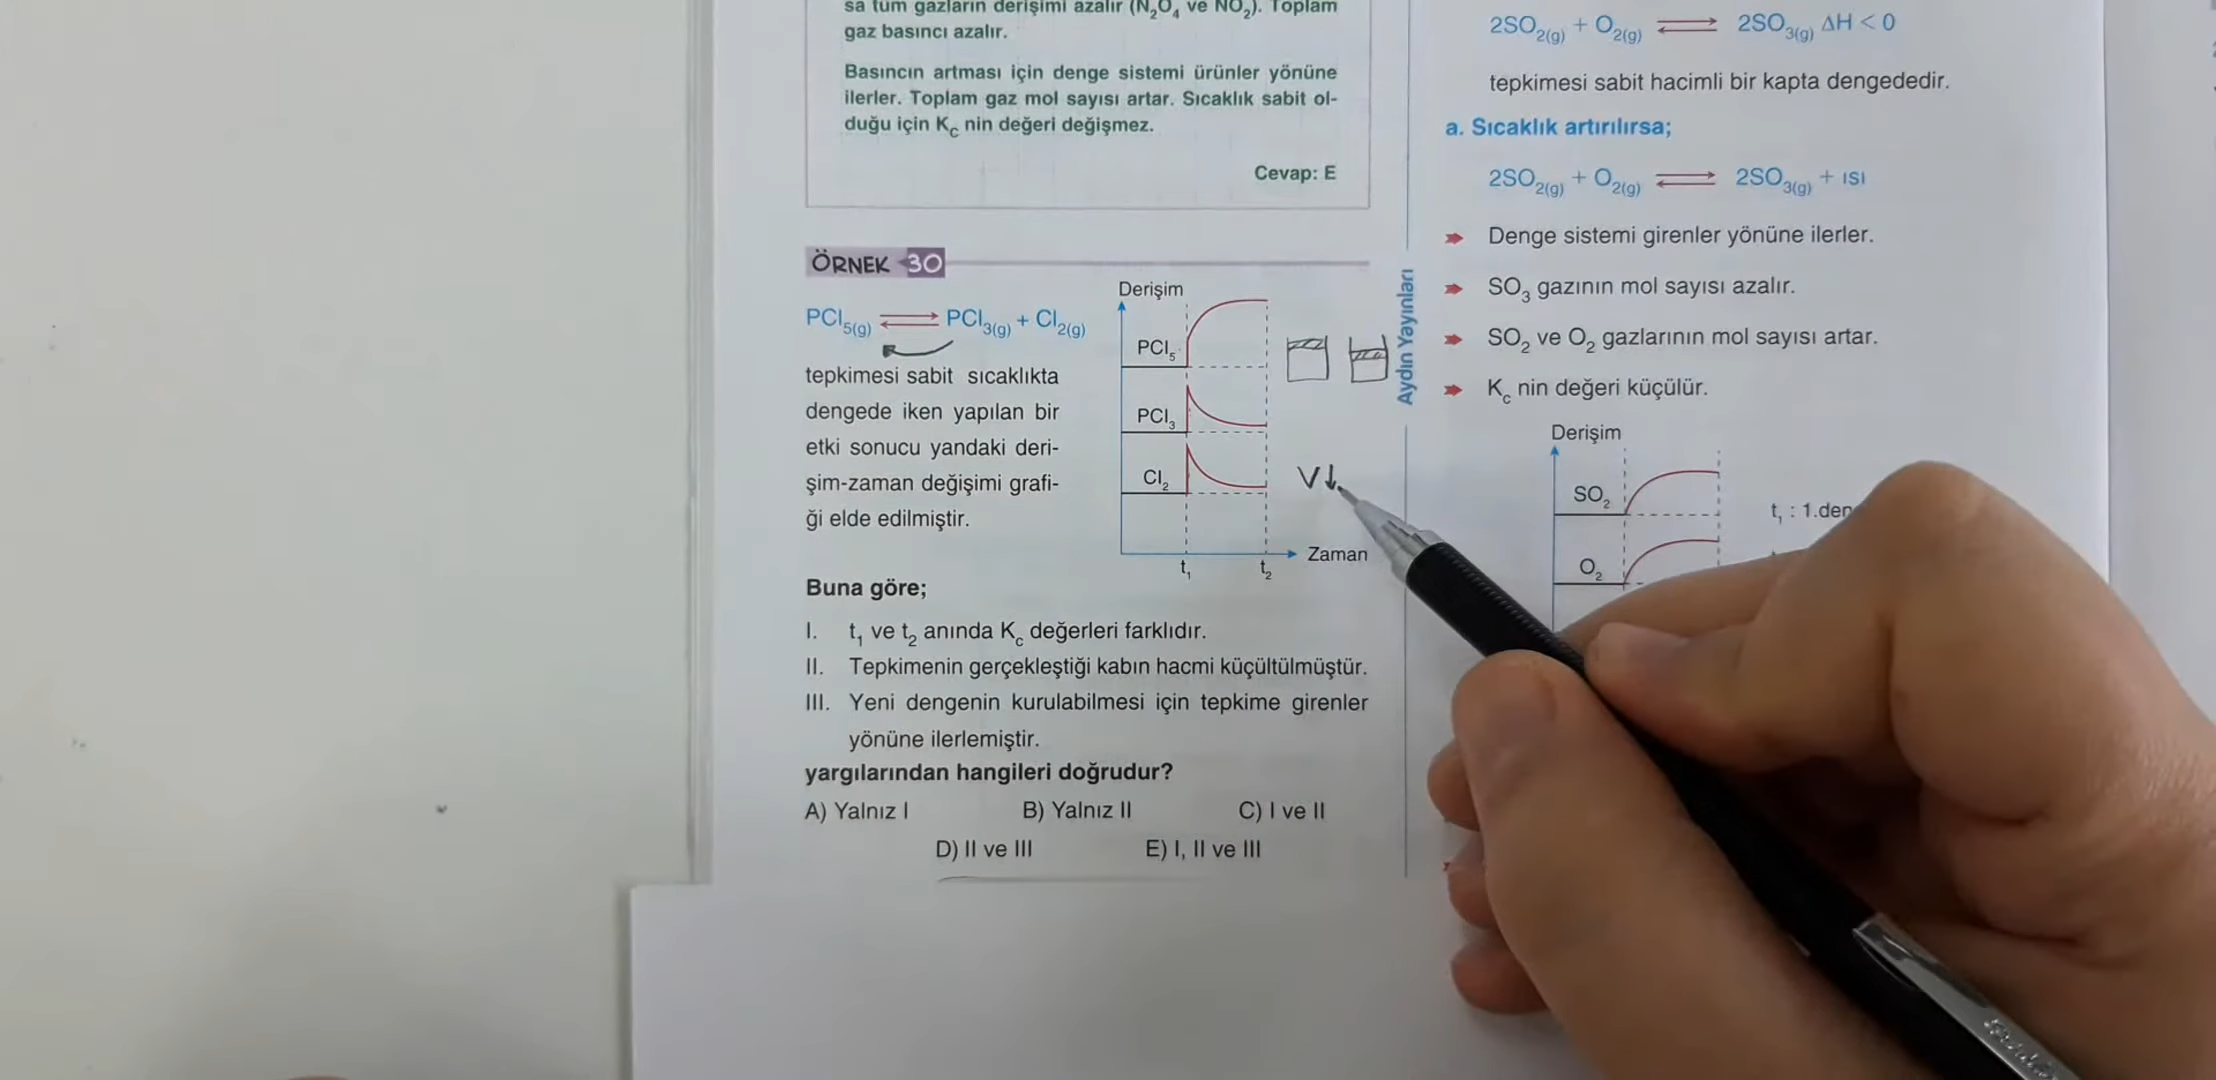 sa tüm gazların derişimi azalır (N₂O₄ ve NO₂). Toplam
gaz basıncı azalır.
Basıncın artması için denge sistemi ürünler yönüne
ilerler. Toplam gaz mol sayısı artar. Sıcaklık sabit ol-
duğu için K꜀ nin değeri değişmez.
Cevap: E
ÖRNEK 30
PCl₅(g) ⇌ PCl₃(g) + Cl₂(g)
tepkimesi sabit sıcaklıkta
dengede iken yapılan bir
etki sonucu yandaki deri-
şim-zaman değişimi grafi-
ği elde edilmiştir.
Derişim
PCl₅
PCl₃
Cl₂
V↓
Zaman
t₁
t₂
Buna göre;
I. t₁ ve t₂ anında K꜀ değerleri farklıdır.
II. Tepkimenin gerçekleştiği kabın hacmi küçültülmüştür.
III. Yeni dengenin kurulabilmesi için tepkime girenler
yönüne ilerlemiştir.
yargılarından hangileri doğrudur?
A) Yalnız I B) Yalnız II C) I ve II
D) II ve III E) I, II ve III
Aydın Yayınları
2SO₂(g) + O₂(g) ⇌ 2SO₃(g) ΔH < 0
tepkimesi sabit hacimli bir kapta dengededir.
a. Sıcaklık artırılırsa;
2SO₂(g) + O₂(g) ⇌ 2SO₃(g) + ısı
Denge sistemi girenler yönüne ilerler.
SO₃ gazının mol sayısı azalır.
SO₂ ve O₂ gazlarının mol sayısı artar.
K꜀ nin değeri küçülür.
Derişim
SO₂
O₂
t₁ : 1.den